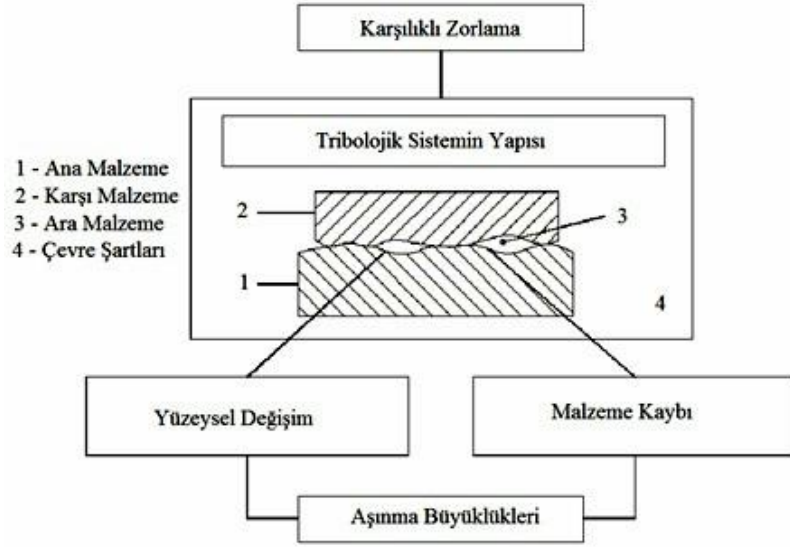 Karşılıklı Zorlama
Tribolojik Sistemin Yapısı
1 - Ana Malzeme
2 - Karşı Malzeme
3 - Ara Malzeme
4 - Çevre Şartları
2
3
1
4
Yüzeysel Değişim
Malzeme Kaybı
Aşınma Büyüklükleri